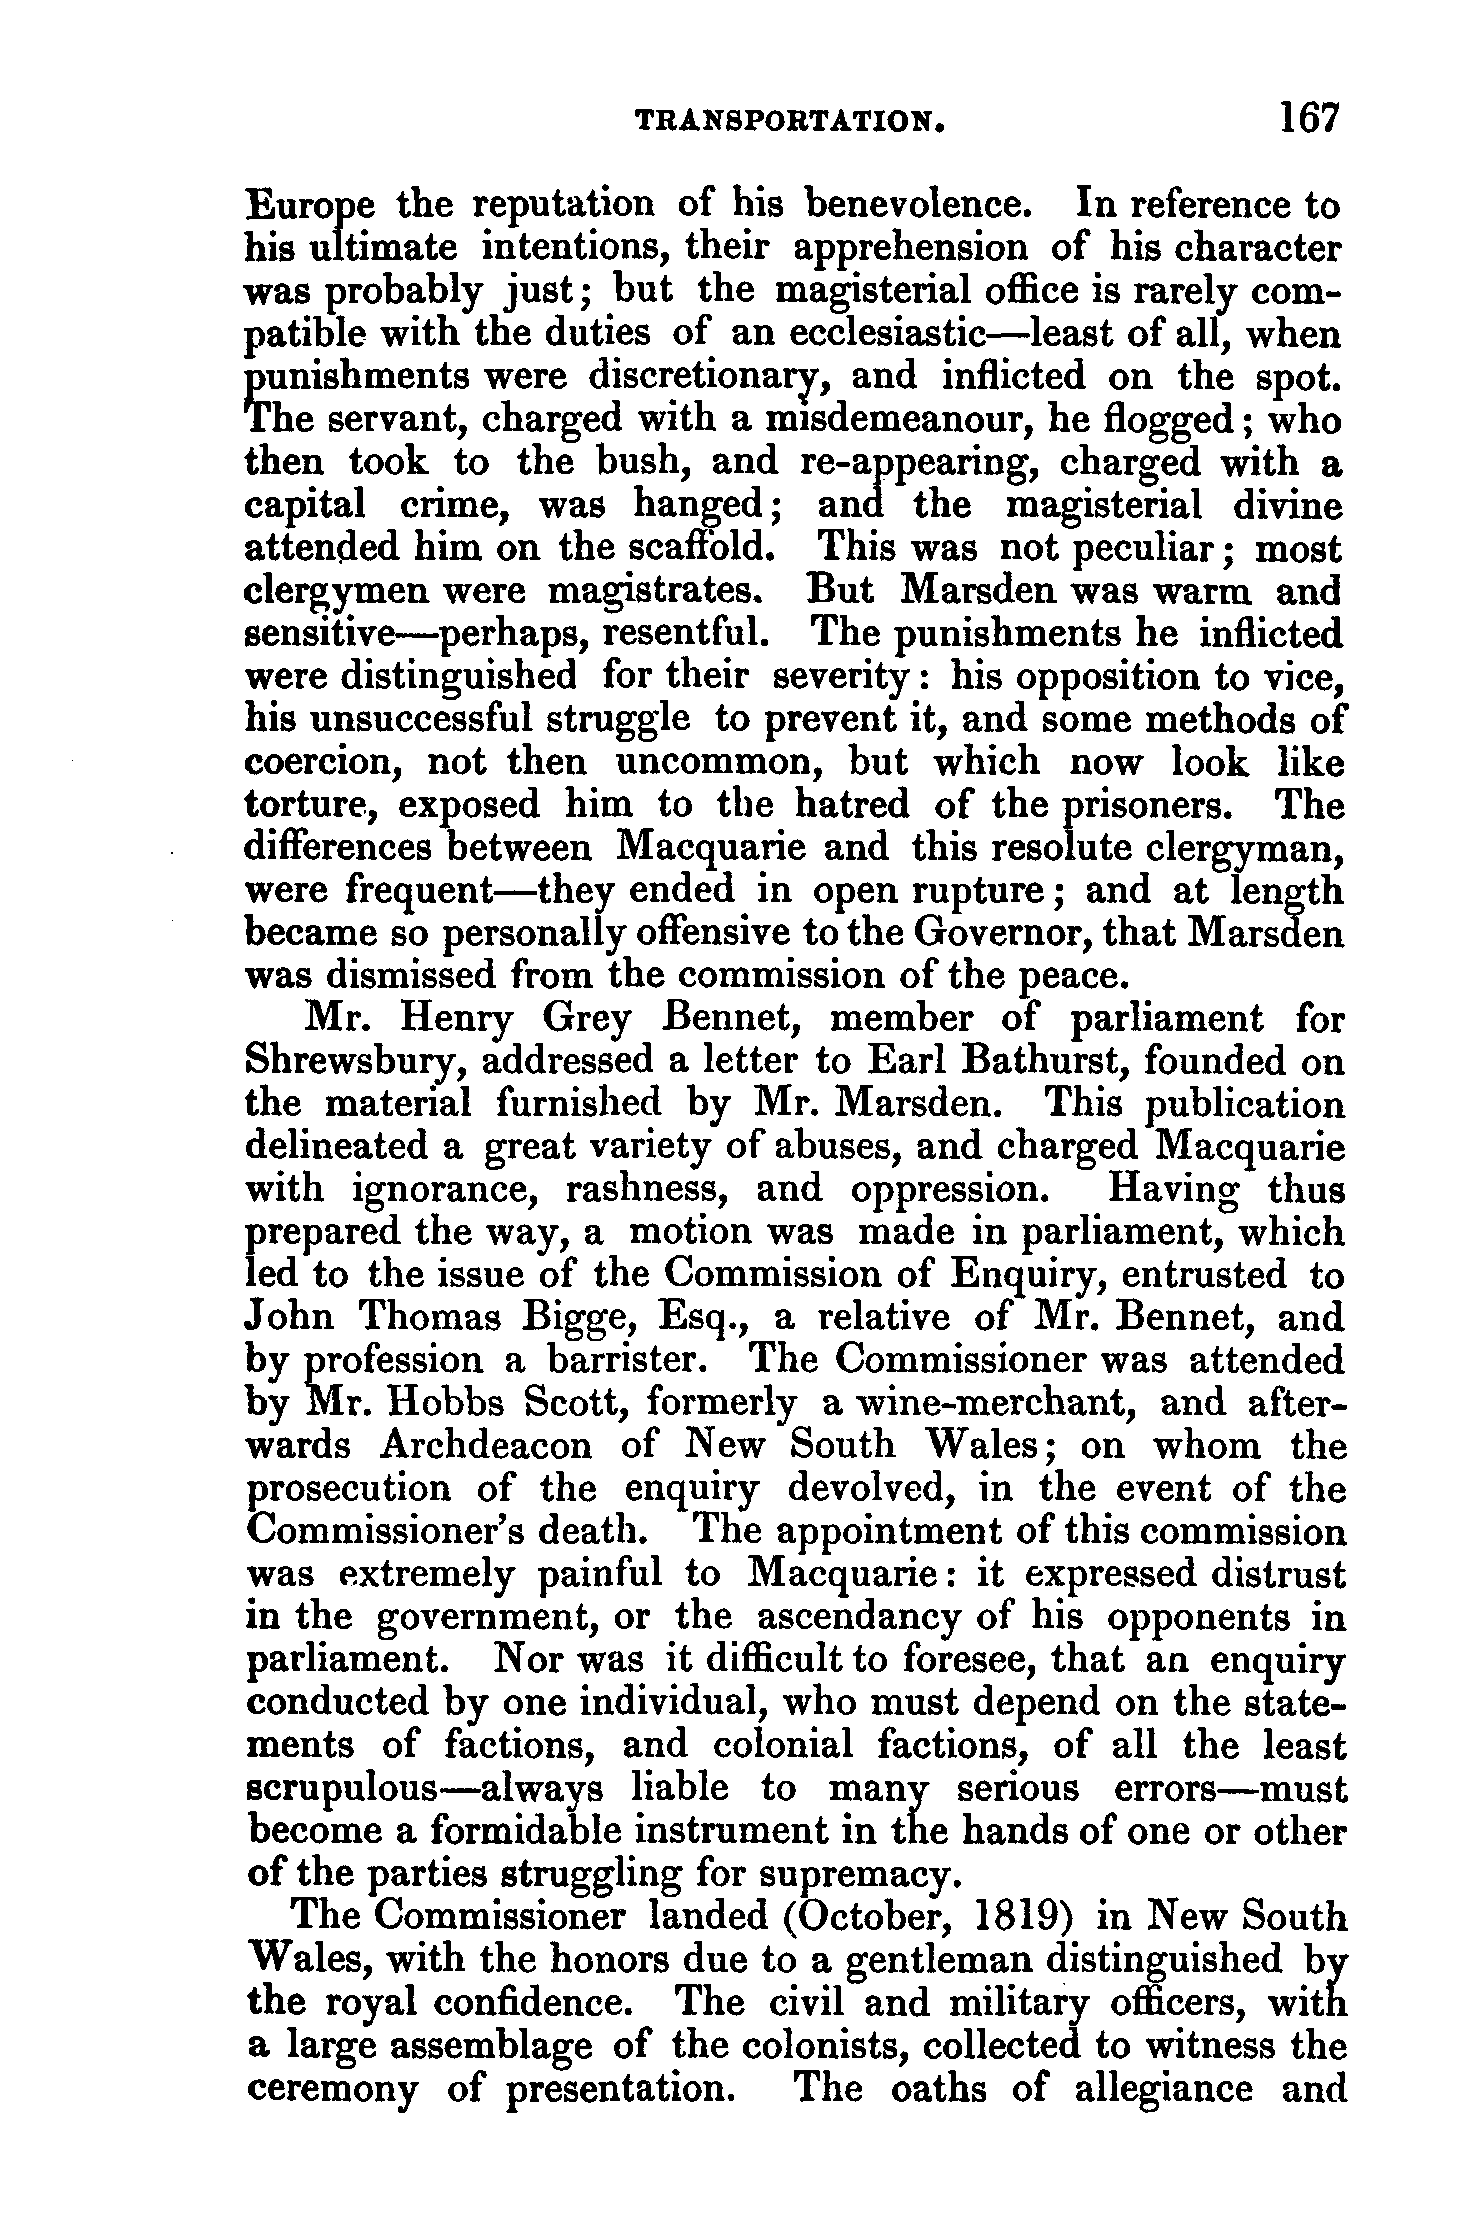 TRANSPORTATION. 167
Europe the reputation of his benevolence. In reference to
his ultimate intentions, their apprehension of his character
was probably just; but the magisterial office is rarely com-
patible with the duties of an ecclesiastic—least of all, when
punishments were discretionary, and inflicted on the spot.
The servant, charged with a misdemeanour, he flogged; who
then took to the bush, and re-appearing, charged with a
capital crime, was hanged; and the magisterial divine
attended him on the scaffold. This was not peculiar; most
clergymen were magistrates. But Marsden was warm and
sensitive—perhaps, resentful. The punishments he inflicted
were distinguished for their severity: his opposition to vice,
his unsuccessful struggle to prevent it, and some methods of
coercion, not then uncommon, but which now look like
torture, exposed him to the hatred of the prisoners. The
differences between Macquarie and this resolute clergyman,
were frequent—they ended in open rupture; and at length
became so personally offensive to the Governor, that Marsden
was dismissed from the commission of the peace.
Mr. Henry Grey Bennet, member of parliament for
Shrewsbury, addressed a letter to Earl Bathurst, founded on
the material furnished by Mr. Marsden. This publication
delineated a great variety of abuses, and charged Macquarie
with ignorance, rashness, and oppression. Having thus
prepared the way, a motion was made in parliament, which
led to the issue of the Commission of Enquiry, entrusted to
John Thomas Bigge, Esq., a relative of Mr. Bennet, and
by profession a barrister. The Commissioner was attended
by Mr. Hobbs Scott, formerly a wine-merchant, and after-
wards Archdeacon of New South Wales; on whom the
prosecution of the enquiry devolved, in the event of the
Commissioner's death. The appointment of this commission
was extremely painful to Macquarie: it expressed distrust
in the government, or the ascendancy of his opponents in
parliament. Nor was it difficult to foresee, that an enquiry
conducted by one individual, who must depend on the state-
ments of factions, and colonial factions, of all the least
scrupulous—always liable to many serious errors—must
become a formidable instrument in the hands of one or other
of the parties struggling for supremacy.
The Commissioner landed (October, 1819) in New South
Wales, with the honors due to a gentleman distinguished by
the royal confidence. The civil and military officers, with
a large assemblage of the colonists, collected to witness the
ceremony of presentation. The oaths of allegiance and